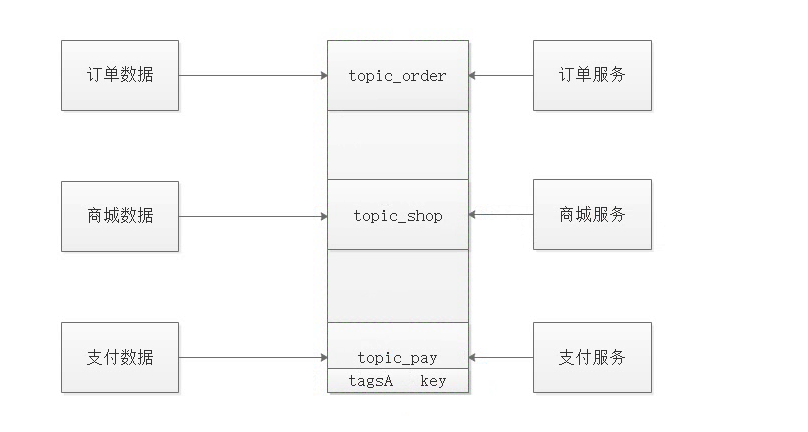 订单数据 topic_order 订单服务
商城数据 topic_shop 商城服务
支付数据 topic_pay 支付服务
tagsA key